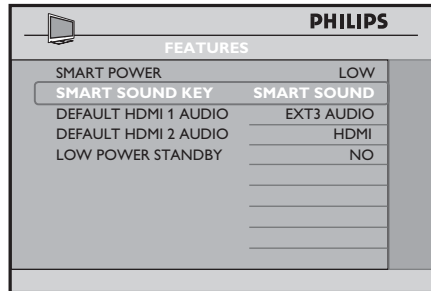 PHILIPS
FEATURES
SMART POWER LOW
SMART SOUND KEY SMART SOUND
DEFAULT HDMI 1 AUDIO EXT3 AUDIO
DEFAULT HDMI 2 AUDIO HDMI
LOW POWER STANDBY NO